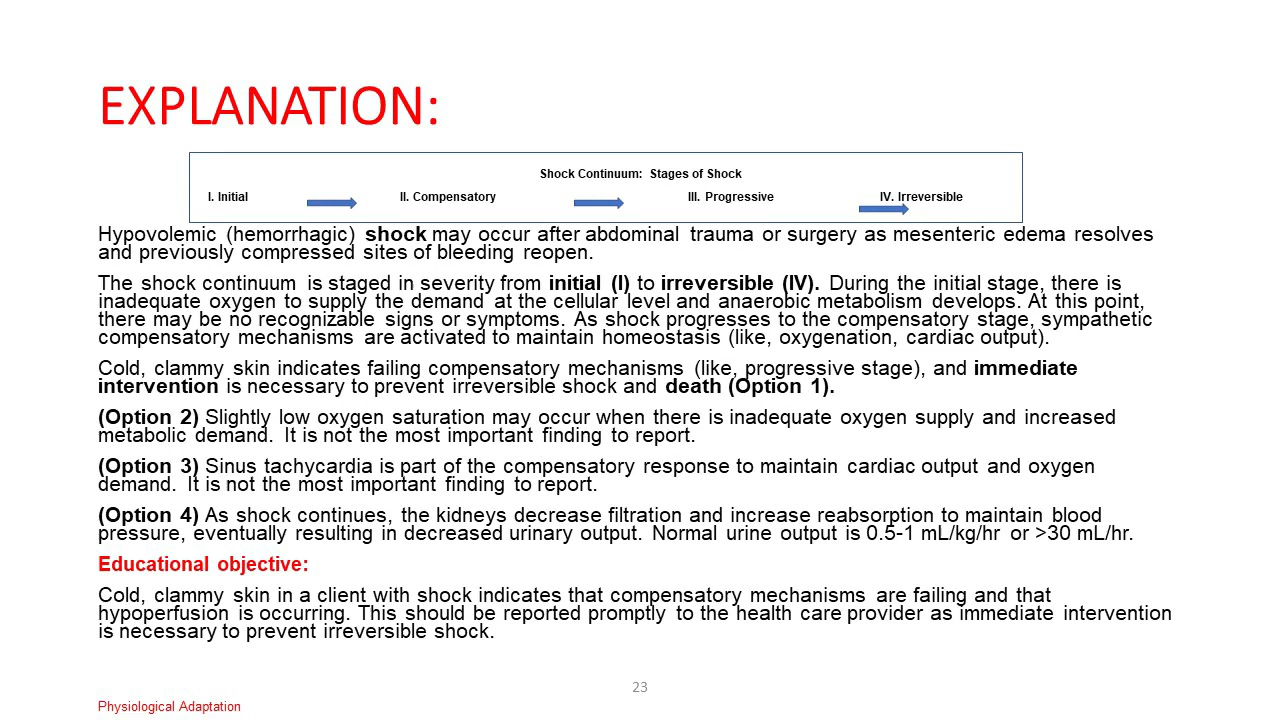 EXPLANATION:
Shock Continuum: Stages of Shock
I. Initial II. Compensatory III. Progressive IV. Irreversible
Hypovolemic (hemorrhagic) shock may occur after abdominal trauma or surgery as mesenteric edema resolves
and previously compressed sites of bleeding reopen.
The shock continuum is staged in severity from initial (I) to irreversible (IV). During the initial stage, there is
inadequate oxygen to supply the demand at the cellular level and anaerobic metabolism develops. At this point,
there may be no recognizable signs or symptoms. As shock progresses to the compensatory stage, sympathetic
compensatory mechanisms are activated to maintain homeostasis (like, oxygenation, cardiac output).
Cold, clammy skin indicates failing compensatory mechanisms (like, progressive stage), and immediate
intervention is necessary to prevent irreversible shock and death (Option 1).
(Option 2) Slightly low oxygen saturation may occur when there is inadequate oxygen supply and increased
metabolic demand. It is not the most important finding to report.
(Option 3) Sinus tachycardia is part of the compensatory response to maintain cardiac output and oxygen
demand. It is not the most important finding to report.
(Option 4) As shock continues, the kidneys decrease filtration and increase reabsorption to maintain blood
pressure, eventually resulting in decreased urinary output. Normal urine output is 0.5-1 mL/kg/hr or >30 mL/hr.
Educational objective:
Cold, clammy skin in a client with shock indicates that compensatory mechanisms are failing and that
hypoperfusion is occurring. This should be reported promptly to the health care provider as immediate intervention
is necessary to prevent irreversible shock.
23
Physiological Adaptation